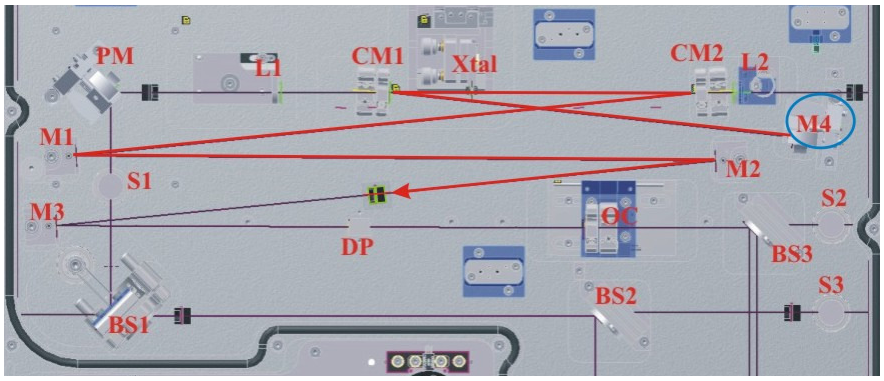 PM
L1
CM1
Xtal
CM2
L2
M4
M1
S1
M2
M3
DP
OC
S2
BS3
S3
BS1
BS2